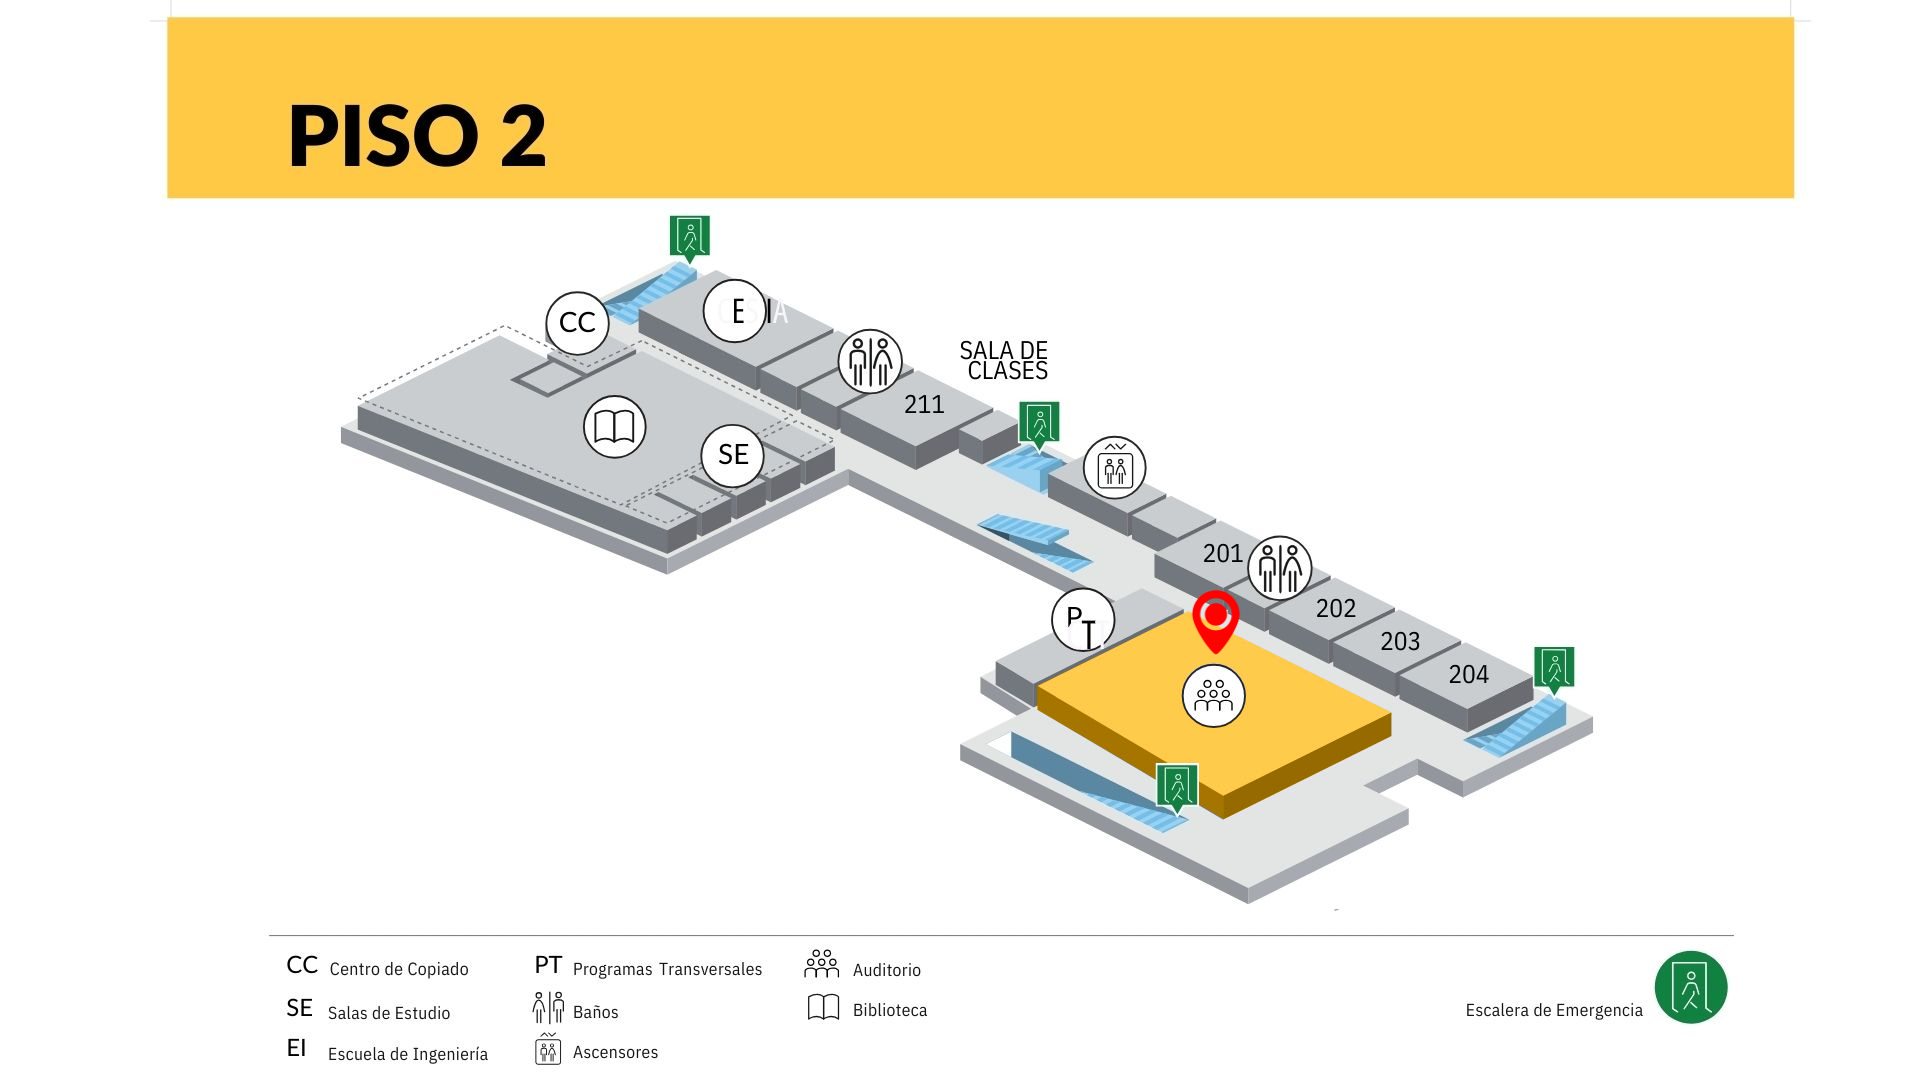 PISO 2
CC
E
I
A
SALA DE
CLASES
211
SE
201
202
203
204
P
T
CC Centro de Copiado
SE Salas de Estudio
EI Escuela de Ingeniería
PT Programas Transversales
Baños
Ascensores
Auditorio
Biblioteca
Escalera de Emergencia